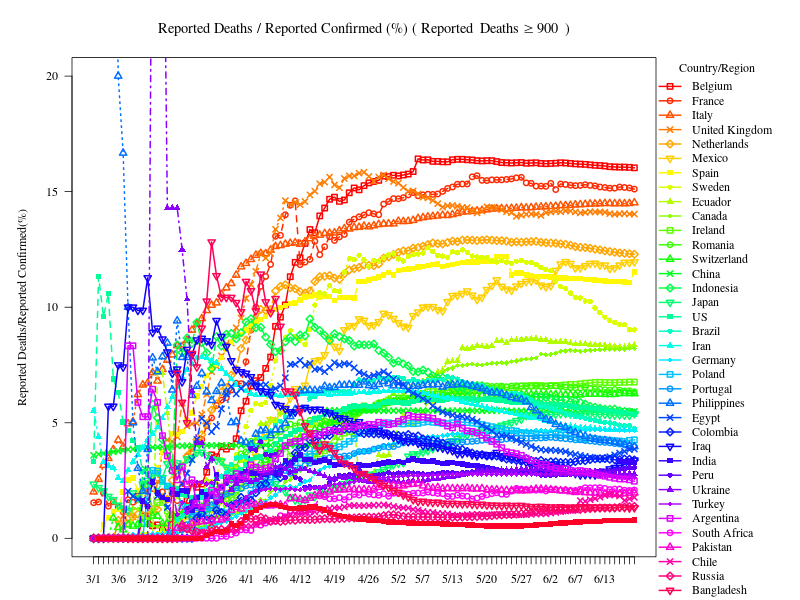 Reported Deaths / Reported Confirmed (%) ( Reported Deaths ≥ 900 )
Reported Deaths/Reported Confirmed(%)
20
15
10
5
0
3/1 3/6 3/12 3/19 3/26 4/1 4/6 4/12 4/19 4/26 5/2 5/7 5/13 5/20 5/27 6/2 6/7 6/13
Country/Region
Belgium
France
Italy
United Kingdom
Netherlands
Mexico
Spain
Sweden
Ecuador
Canada
Ireland
Romania
Switzerland
China
Indonesia
Japan
US
Brazil
Iran
Germany
Poland
Portugal
Philippines
Egypt
Colombia
Iraq
India
Peru
Ukraine
Turkey
Argentina
South Africa
Pakistan
Chile
Russia
Bangladesh